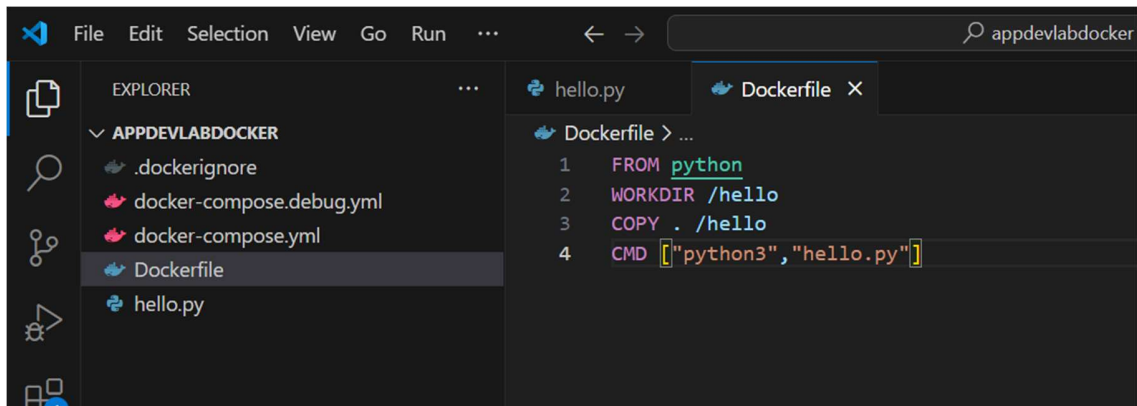 File Edit Selection View Go Run ... appdevlabdocker
EXPLORER ...
hello.py Dockerfile
APPDEVLABDOCKER
Dockerfile > ...
.dockerignore
1 FROM python
docker-compose.debug.yml
2 WORKDIR /hello
docker-compose.yml
3 COPY . /hello
Dockerfile
4 CMD ["python3","hello.py"]
hello.py